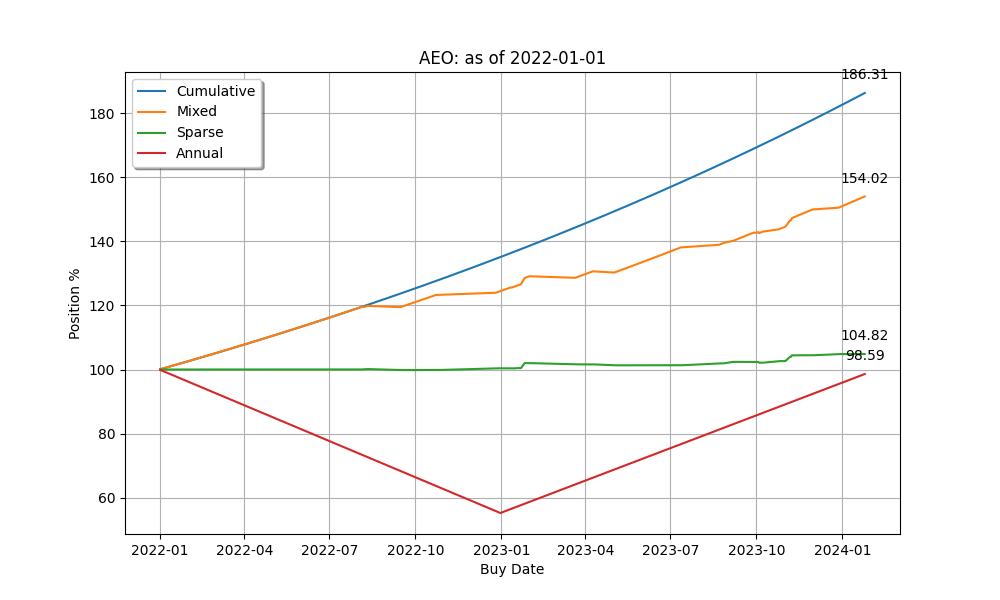 AEO: as of 2022-01-01
186.31
Cumulative
Mixed
Sparse
Annual
154.02
104.82
98.59
Position %
180
160
140
120
100
80
60
2022-01 2022-04 2022-07 2022-10 2023-01 2023-04 2023-07 2023-10 2024-01
Buy Date